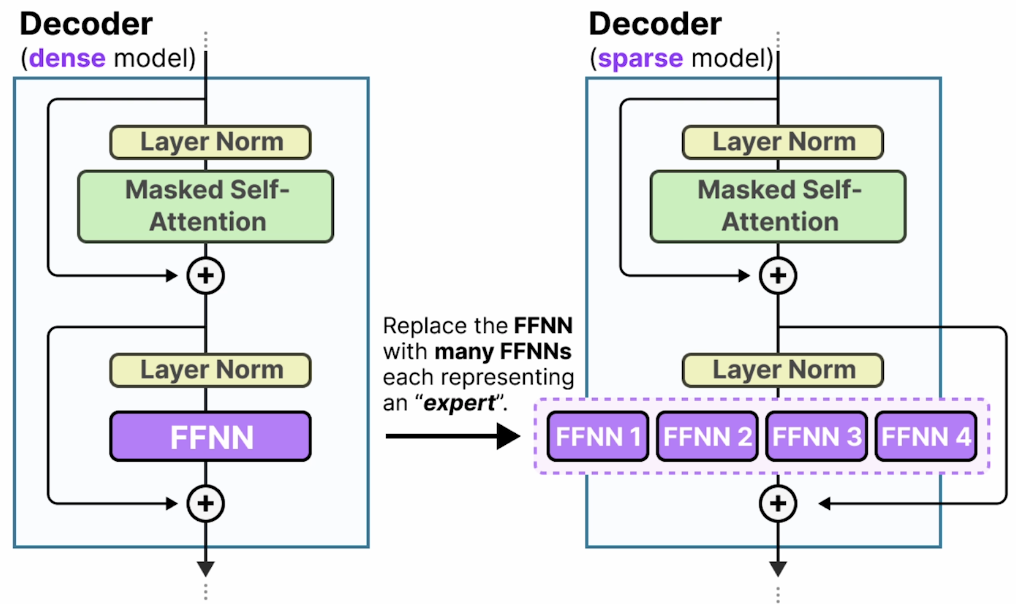 Decoder
(dense model)
Layer Norm
Masked Self-
Attention
+
Layer Norm
FFNN
+
Replace the FFNN
with many FFNNs
each representing
an “expert”.
Decoder
(sparse model)
Layer Norm
Masked Self-
Attention
+
Layer Norm
FFNN 1 FFNN 2 FFNN 3 FFNN 4
+